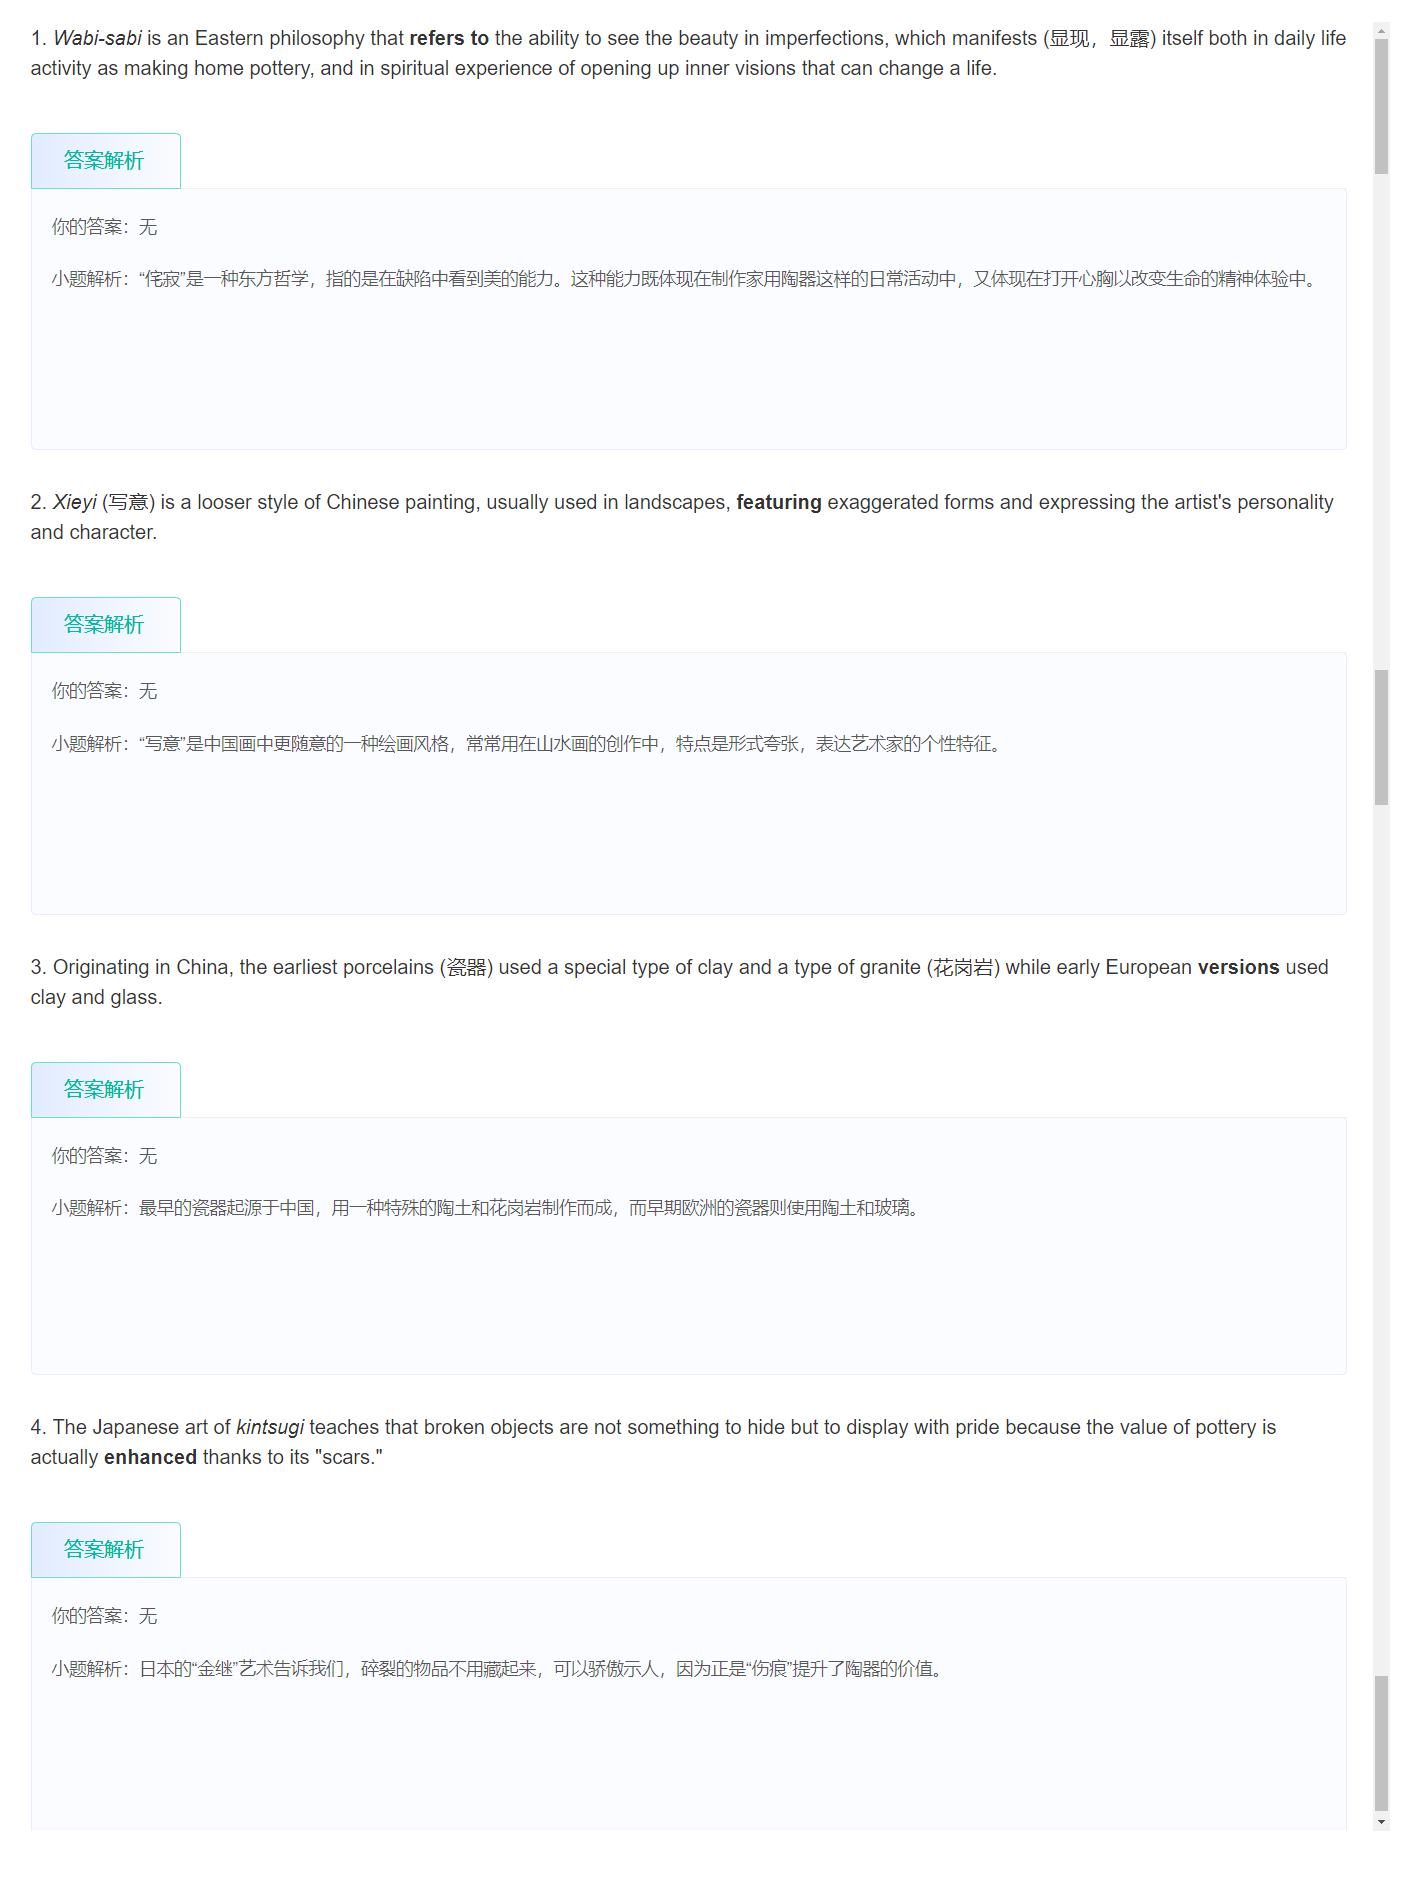 1. Wabi-sabi is an Eastern philosophy that refers to the ability to see the beauty in imperfections, which manifests (显现，显露) itself both in daily life
activity as making home pottery, and in spiritual experience of opening up inner visions that can change a life.
答案解析
你的答案：无
小题解析：“侘寂”是一种东方哲学，指的是在缺陷中看到美的能力。这种能力既体现在制作家用陶器这样的日常活动中，又体现在打开心胸以改变生命的精神体验中。
2. Xieyi (写意) is a looser style of Chinese painting, usually used in landscapes, featuring exaggerated forms and expressing the artist's personality
and character.
答案解析
你的答案：无
小题解析：“写意”是中国画中更随意的一种绘画风格，常常用在山水画的创作中，特点是形式夸张，表达艺术家的个性特征。
3. Originating in China, the earliest porcelains (瓷器) used a special type of clay and a type of granite (花岗岩) while early European versions used
clay and glass.
答案解析
你的答案：无
小题解析：最早的瓷器起源于中国，用一种特殊的陶土和花岗岩制作而成，而早期欧洲的瓷器则使用陶土和玻璃。
4. The Japanese art of kintsugi teaches that broken objects are not something to hide but to display with pride because the value of pottery is
actually enhanced thanks to its "scars."
答案解析
你的答案：无
小题解析：日本的“金继”艺术告诉我们，碎裂的物品不用藏起来，可以骄傲示人，因为正是“伤痕”提升了陶器的价值。